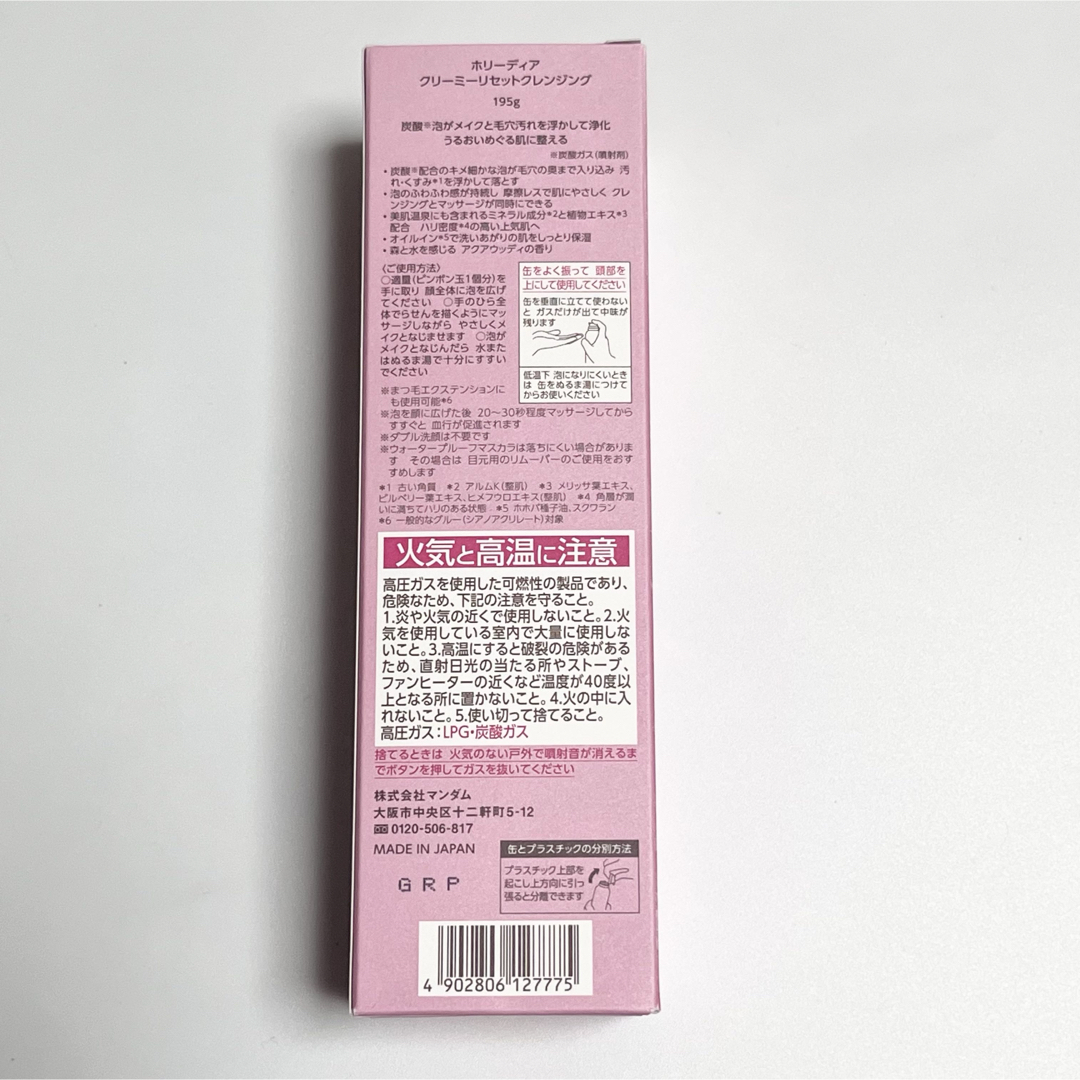 ホリーディア
クリーミーリセットクレンジング
195g
炭酸※泡がメイクと毛穴汚れを浮かして浄化
うるおいめぐる肌に整える
※炭酸ガス(噴射剤)
・炭酸※配合のキメ細かな泡が毛穴の奥まで入り込み 汚
れ・くすみ*1を浮かして落とす
・泡のふわふわ感が持続し 摩擦レスで肌にやさしく クレ
ンジングとマッサージが同時にできる
・美肌温泉にも含まれるミネラル成分*2と植物エキス*3
配合 ハリ密度*4の高い上気肌へ
・オイルイン*5で洗いあがりの肌をしっとり保湿
・森と水を感じる アクアウッディの香り
〈ご使用方法〉
○適量(ピンポン玉1個分)を
手に取り 顔全体に泡を広げ
てください ○手のひら全
体でらせんを描くようにマッ
サージしながら やさしくメ
イクとなじませます ○泡が
メイクとなじんだら 水また
はぬるま湯で十分にすすい
でください
缶をよく振って 頭部を
上にして使用してください
缶を垂直に立てて使わない
と ガスだけが出て中味が
残ります
低温下 泡になりにくいとき
は 缶をぬるま湯につけて
からお使いください
※まつ毛エクステンションに
も使用可能*6
※泡を顔に広げた後 20〜30秒程度マッサージしてから
すすぐと 血行が促進されます
※ダブル洗顔は不要です
※ウォータープルーフマスカラは落ちにくい場合がありま
す その場合は 目元用のリムーバーのご使用をおす
すめします
*1 古い角質 *2 アルムK(整肌) *3 メリッサ葉エキス、
ビルベリー葉エキス、ヒメフウロエキス(整肌) *4 角層が潤
いに満ちてハリのある状態 *5 ホホバ種子油、スクワラン
*6 一般的なグルー(シアノアクリレート)対象
火気と高温に注意
高圧ガスを使用した可燃性の製品であり、
危険なため、下記の注意を守ること。
1.炎や火気の近くで使用しないこと。2.火
気を使用している室内で大量に使用しな
いこと。3.高温にすると破裂の危険がある
ため、直射日光の当たる所やストーブ、
ファンヒーターの近くなど温度が40度以
上となる所に置かないこと。4.火の中に入
れないこと。5.使い切って捨てること。
高圧ガス：LPG・炭酸ガス
捨てるときは 火気のない戸外で噴射音が消えるま
でボタンを押してガスを抜いてください
株式会社マンダム
大阪市中央区十二軒町5-12
0120-506-817
MADE IN JAPAN
GRP
缶とプラスチックの分別方法
プラスチック上部を
起こし上方向に引っ
張ると分離できます
4 902806 127775